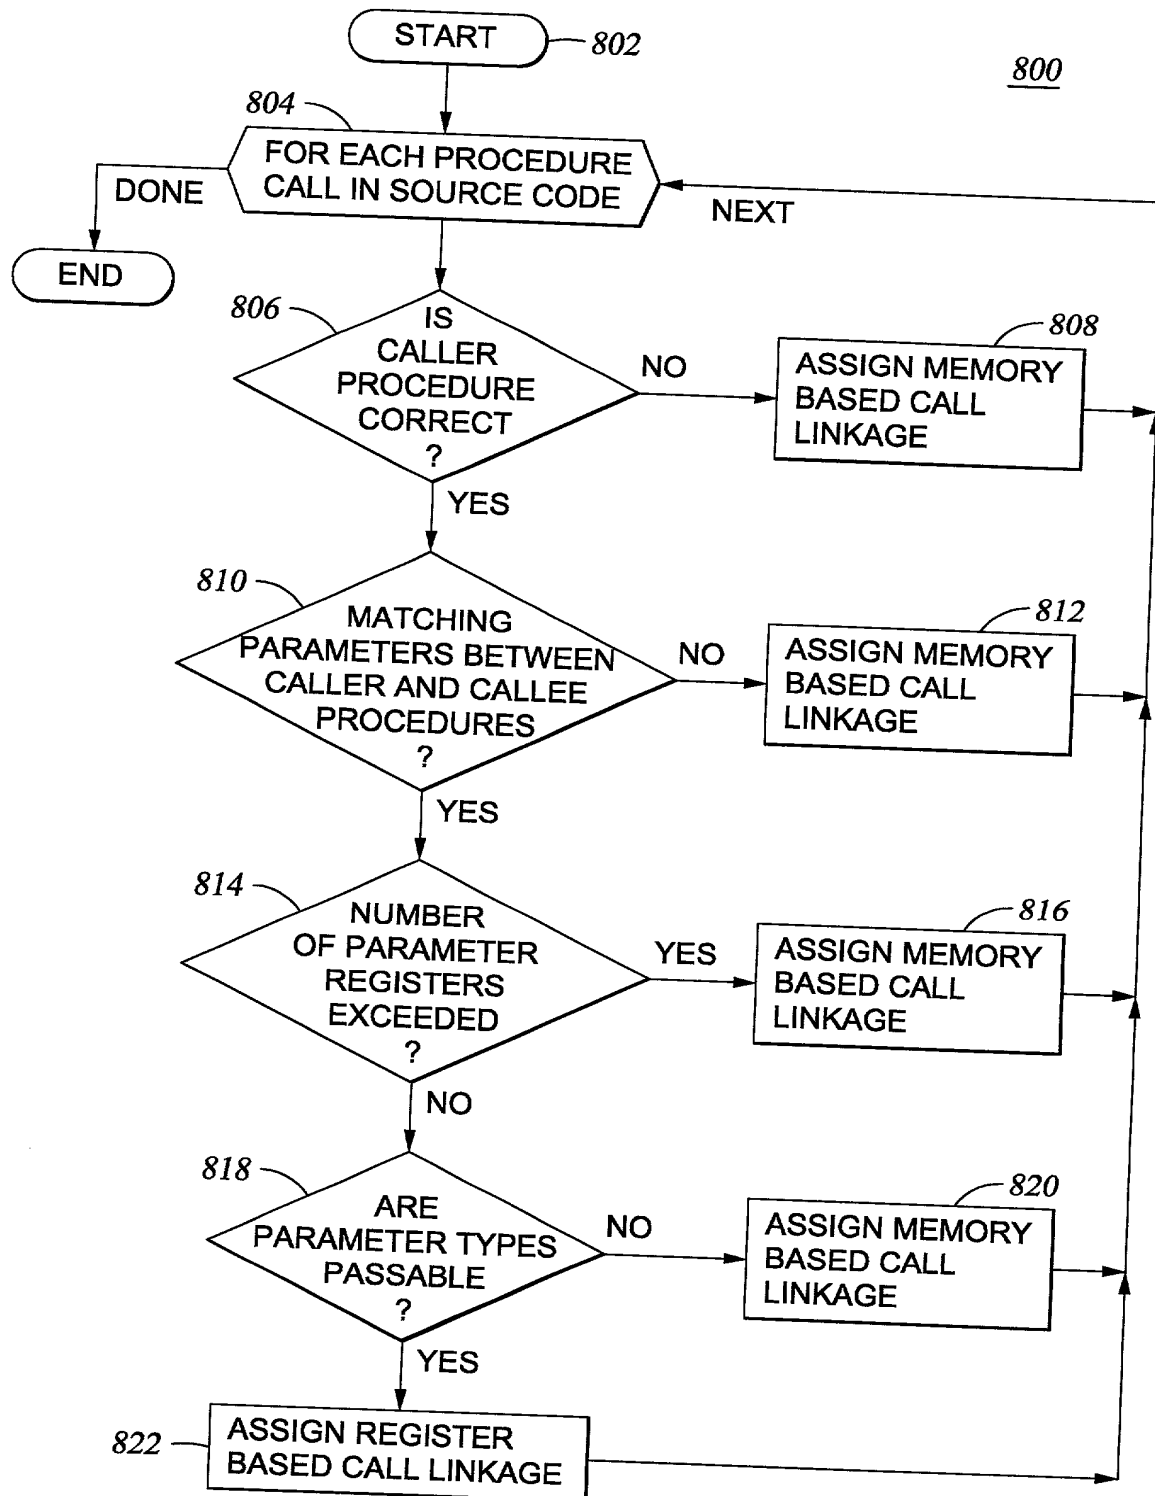 START
802
800
804
FOR EACH PROCEDURE
CALL IN SOURCE CODE
DONE
NEXT
END
806
IS
CALLER
PROCEDURE
CORRECT
?
NO
808
ASSIGN MEMORY
BASED CALL
LINKAGE
YES
810
MATCHING
PARAMETERS BETWEEN
CALLER AND CALLEE
PROCEDURES
?
NO
812
ASSIGN MEMORY
BASED CALL
LINKAGE
YES
814
NUMBER
OF PARAMETER
REGISTERS
EXCEEDED
?
YES
816
ASSIGN MEMORY
BASED CALL
LINKAGE
NO
818
ARE
PARAMETER TYPES
PASSABLE
?
NO
820
ASSIGN MEMORY
BASED CALL
LINKAGE
YES
822
ASSIGN REGISTER
BASED CALL LINKAGE